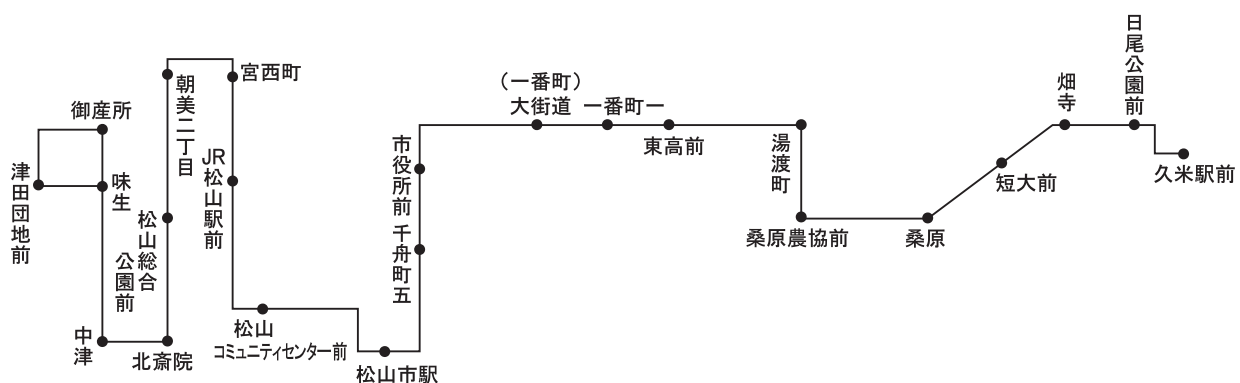 御産所
津田団地前
味生
中津
北斎院
松山総合
公園前
朝美二丁目
宮西町
JR松山駅前
松山
コミュニティセンター前
松山市駅
千舟町五
市役所前
(一番町)
大街道
一番町一
東高前
湯渡町
桑原農協前
桑原
短大前
畑寺
日尾公園前
久米駅前